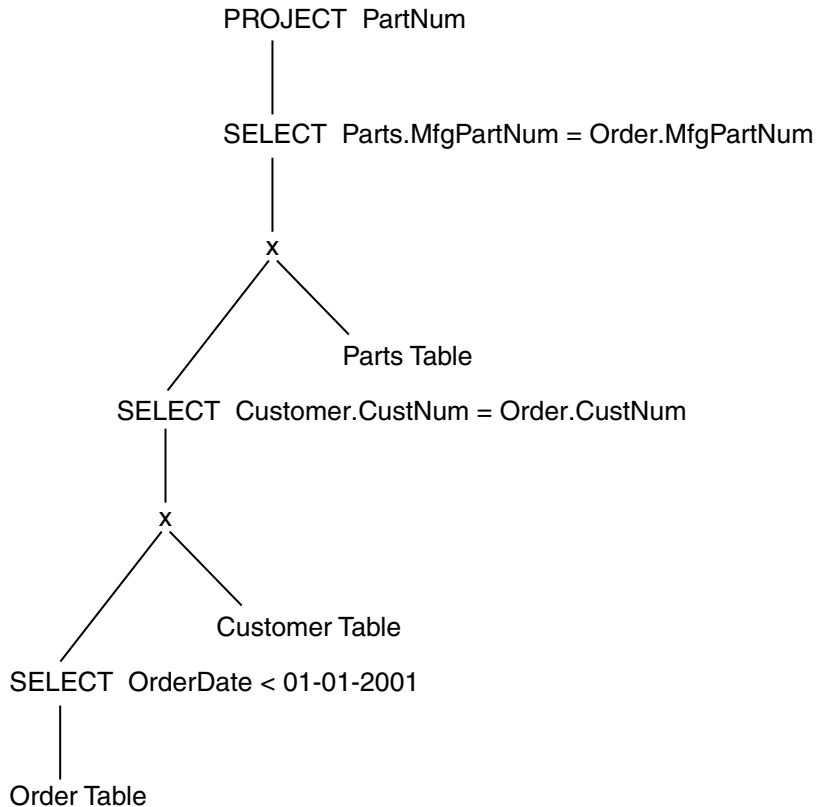 PROJECT PartNum
SELECT Parts.MfgPartNum = Order.MfgPartNum
x
Parts Table
SELECT Customer.CustNum = Order.CustNum
x
Customer Table
SELECT OrderDate < 01-01-2001
Order Table